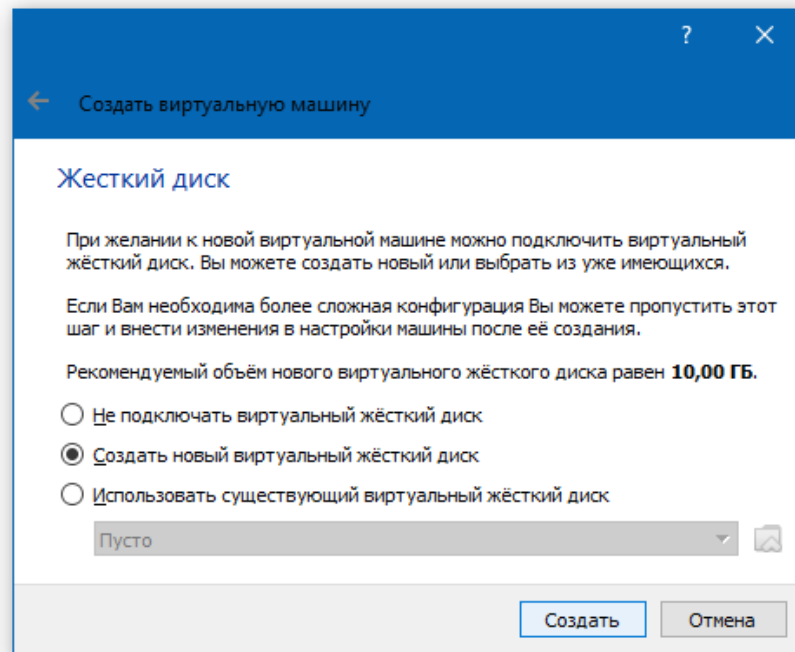 ?
Создать виртуальную машину
Жесткий диск
При желании к новой виртуальной машине можно подключить виртуальный
жёсткий диск. Вы можете создать новый или выбрать из уже имеющихся.
Если Вам необходима более сложная конфигурация Вы можете пропустить этот
шаг и внести изменения в настройки машины после её создания.
Рекомендуемый объём нового виртуального жёсткого диска равен 10,00 ГБ.
Не подключать виртуальный жёсткий диск
Создать новый виртуальный жёсткий диск
Использовать существующий виртуальный жёсткий диск
Пусто
Создать
Отмена